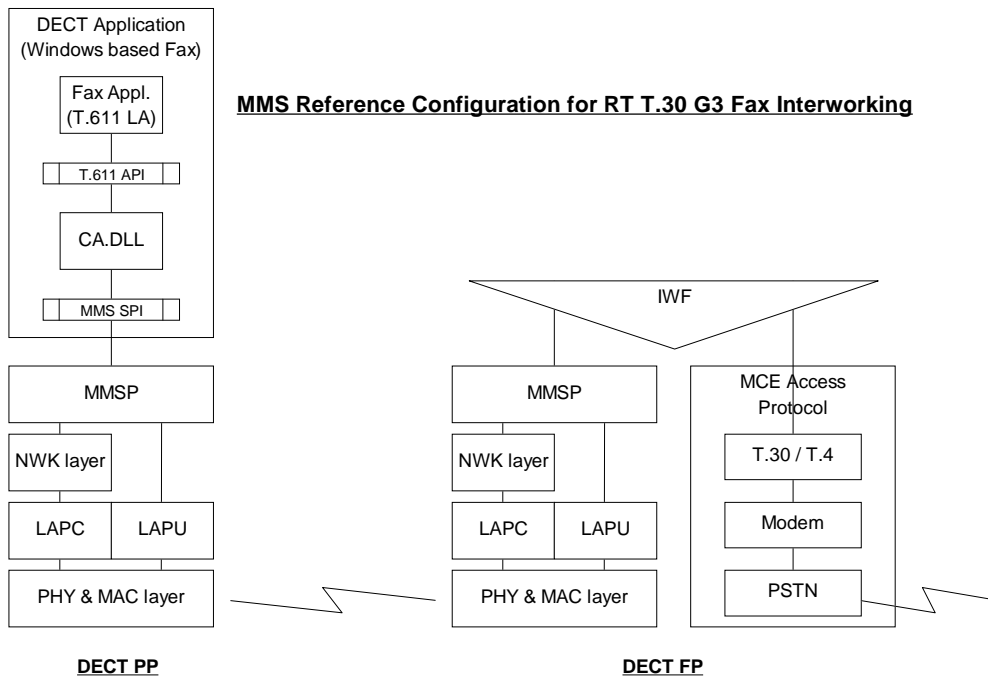 DECT Application
(Windows based Fax)
Fax Appl.
(T.611 LA)
MMS Reference Configuration for RT T.30 G3 Fax Interworking
T.611 API
CA.DLL
MMS SPI
IWF
MMSP
NWK layer
LAPC
LAPU
PHY & MAC layer
MMSP
NWK layer
LAPC
LAPU
PHY & MAC layer
MCE Access
Protocol
T.30 / T.4
Modem
PSTN
DECT PP
DECT FP